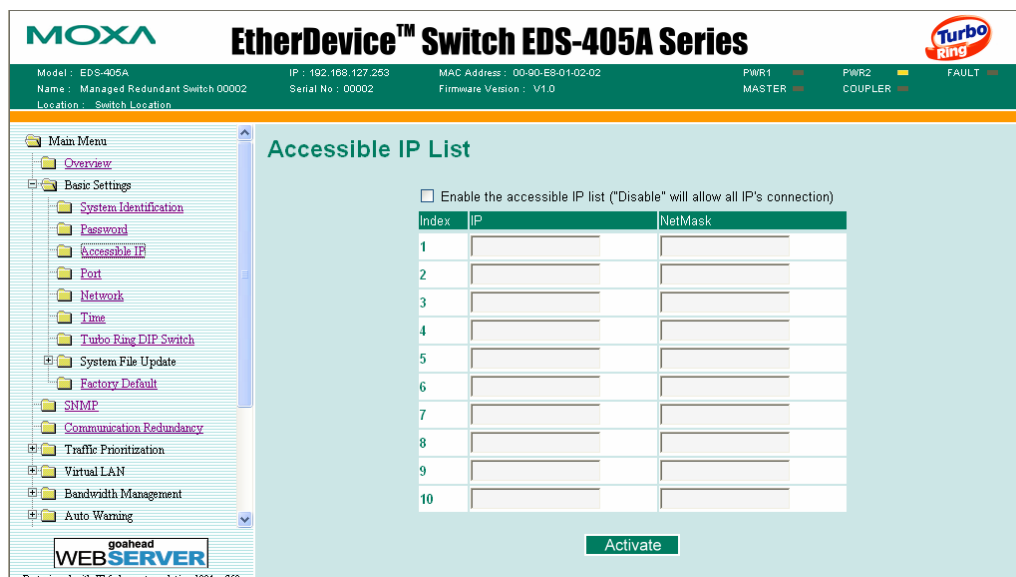 MOXA
EtherDevice™ Switch EDS-405A Series
Turbo Ring
Model : EDS-405A IP : 192.168.127.253 MAC Address : 00-90-E8-01-02-02 PWR1 PWR2 FAULT
Name : Managed Redundant Switch 00002 Serial No : 00002 Firmware Version : V1.0 MASTER COUPLER
Location : Switch Location
Main Menu
Overview
Basic Settings
System Identification
Password
Accessible IP
Port
Network
Time
Turbo Ring DIP Switch
System File Update
Factory Default
SNMP
Communication Redundancy
Traffic Prioritization
Virtual LAN
Bandwidth Management
Auto Warning
goahead
WEBSERVER
Accessible IP List
Enable the accessible IP list ("Disable" will allow all IP's connection)
Index IP NetMask
1
2
3
4
5
6
7
8
9
10
Activate